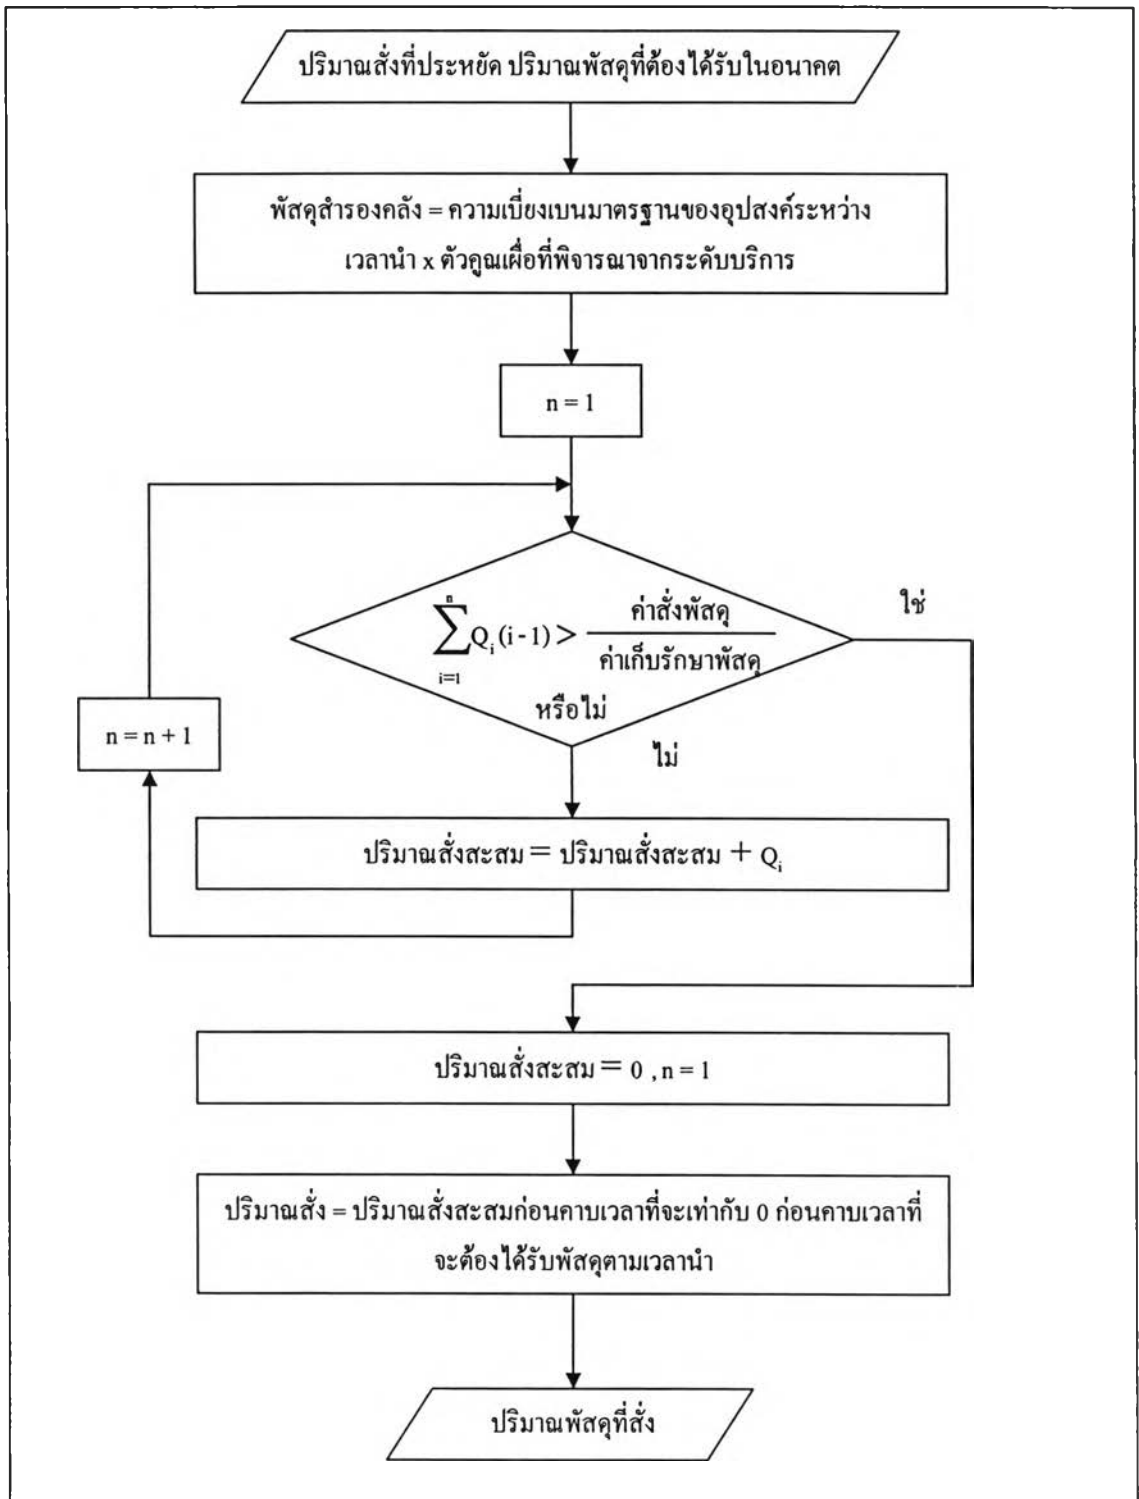 ปริมาณสั่งที่ประหยัด ปริมาณพัสดุที่ต้องได้รับในอนาคต
พัสดุสำรองคลัง = ความเบี่ยงเบนมาตรฐานของอุปสงค์ระหว่าง
เวลานำ x ตัวคูณเผื่อที่พิจารณาจากระดับบริการ
n = 1
n
∑ Q_i (i - 1) > ค่าสั่งพัสดุ
i=1
ค่าเก็บรักษาพัสดุ
หรือไม่
ใช่
n = n + 1
ไม่
ปริมาณสั่งสะสม = ปริมาณสั่งสะสม + Q_i
ปริมาณสั่งสะสม = 0 , n = 1
ปริมาณสั่ง = ปริมาณสั่งสะสมก่อนคาบเวลาที่จะเท่ากับ 0 ก่อนคาบเวลาที่
จะต้องได้รับพัสดุตามเวลานำ
ปริมาณพัสดุที่สั่ง